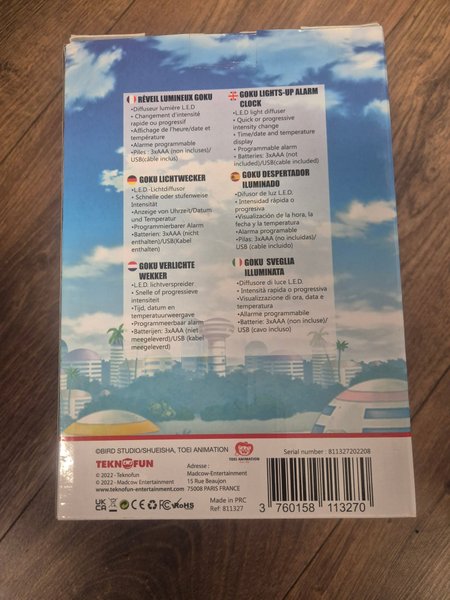 RÉVEIL LUMINEUX GOKU
•Diffuseur lumière L.E.D
• Changement d'intensité
rapide ou progressif
•Affichage de l'heure/date et
température
•Alarme programmable
•Piles : 3xAAA (non incluses)/
USB(câble inclus)
GOKU LIGHTS-UP ALARM
CLOCK
•L.E.D light diffuser
• Quick or progressive
intensity change
• Time/date and temperature
display
• Programmable alarm
• Batteries: 3xAAA (not
included)/USB(cable included)
GOKU LICHTWECKER
•L.E.D.-Lichtdiffusor
• Schnelle oder stufenweise
Intensität
•Anzeige von Uhrzeit/Datum
und Temperatur
•Programmierbarer Alarm
•Batterien: 3xAAA (nicht
enthalten)/USB(Kabel
enthalten)
GOKU DESPERTADOR
ILUMINADO
•Difusor de luz L.E.D.
• Intensidad rápida o
progresiva
•Visualización de la hora, la
fecha y la temperatura
•Alarma programable
•Pilas: 3xAAA (no incluidas)/
USB (cable incluido)
GOKU VERLICHTE
WEKKER
•L.E.D. lichtverspreider
• Snelle of progressieve
intensiteit
•Tijd, datum en
temperatuurweergave
•Programmeerbaar alarm
•Batterijen: 3xAAA (niet
meegeleverd)/USB (kabel
meegeleverd)
GOKU SVEGLIA
ILLUMINATA
•Diffusore di luce L.E.D.
• Intensità rapida o progressiva
•Visualizzazione di ora, data e
temperatura
•Allarme programmabile
•Batterie: 3xAAA (non incluse)/
USB (cavo incluso)
©BIRD STUDIO/SHUEISHA, TOEI ANIMATION
TOEI ANIMATION
Serial number : 811327202208
TEKNOFUN
© 2022 - Teknofun
© 2022 - Madcow Entertainment
www.teknofun-entertainment.com
Adresse :
Madcow-Entertainment
15 Rue Beaujon
75008 PARIS FRANCE
UK
CA
CE
FC
RoHS
Made in PRC
Ref : 811327
3 760158 113270